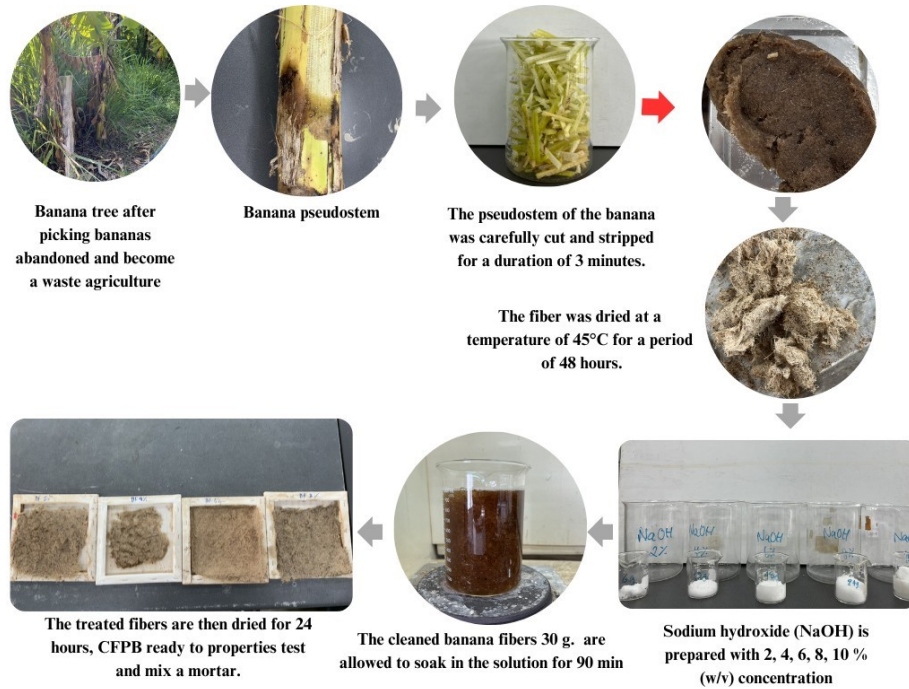 Banana tree after
picking bananas
abandoned and become
a waste agriculture
Banana pseudostem
The pseudostem of the banana
was carefully cut and stripped
for a duration of 3 minutes.
The fiber was dried at a
temperature of 45°C for a period
of 48 hours.
NaOH
2%
NaOH
NaOH
NaOH
NaOH
Sodium hydroxide (NaOH) is
prepared with 2, 4, 6, 8, 10 %
(w/v) concentration
The cleaned banana fibers 30 g. are
allowed to soak in the solution for 90 min
The treated fibers are then dried for 24
hours, CFPB ready to properties test
and mix a mortar.